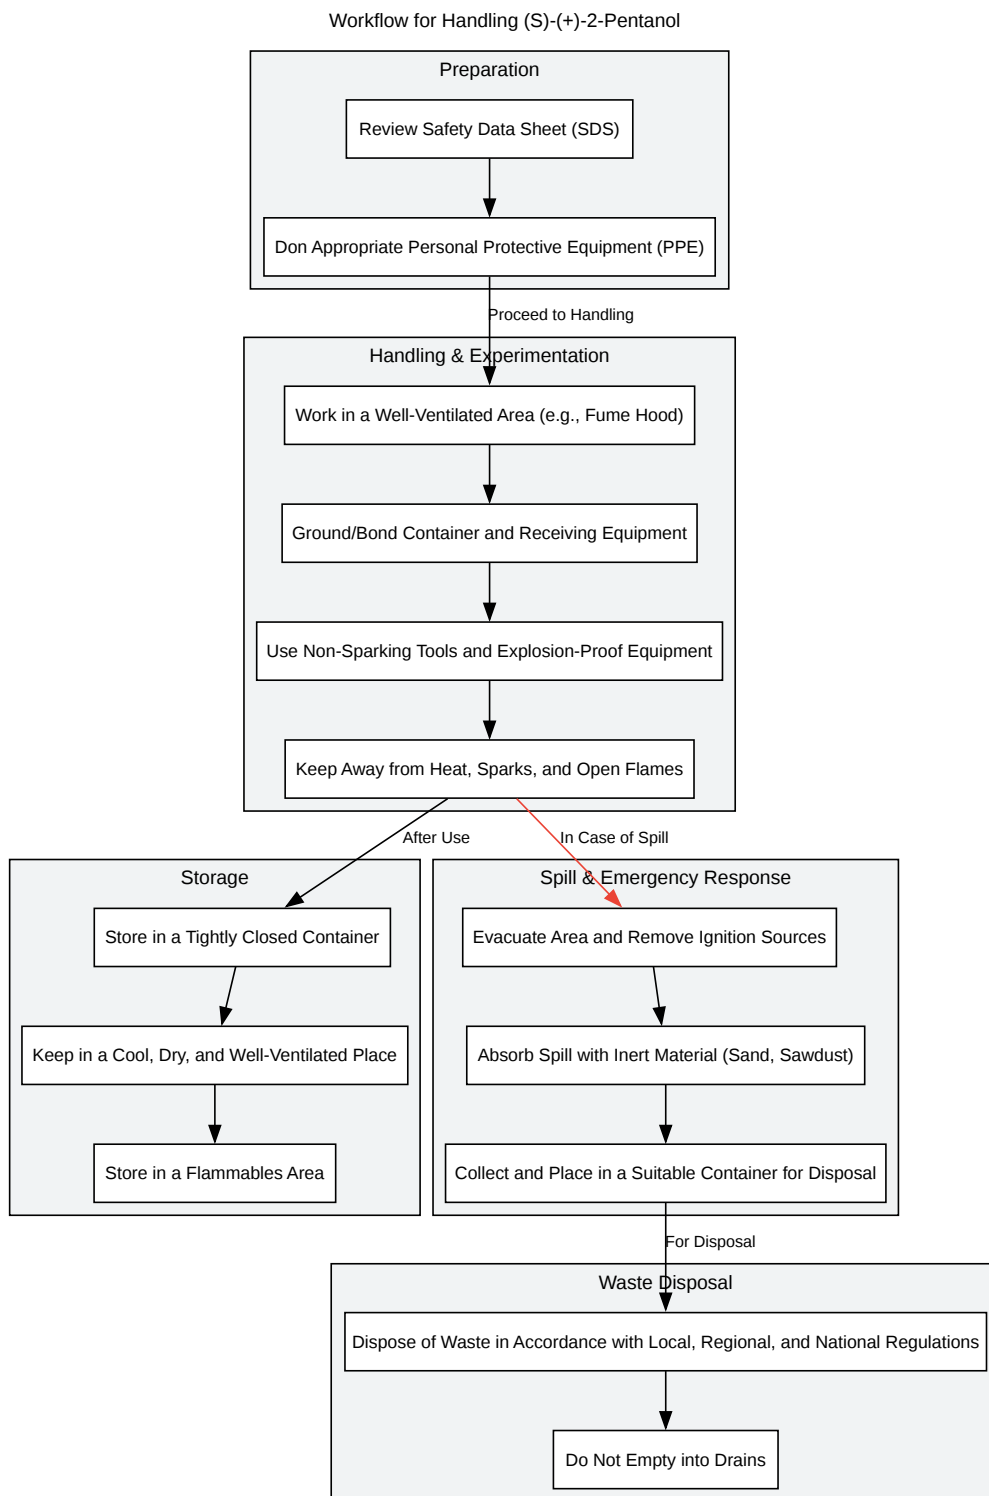 Workflow for Handling (S)-(+)-2-Pentanol
Preparation
Review Safety Data Sheet (SDS)
Don Appropriate Personal Protective Equipment (PPE)
Proceed to Handling
Handling & Experimentation
Work in a Well-Ventilated Area (e.g., Fume Hood)
Ground/Bond Container and Receiving Equipment
Use Non-Sparking Tools and Explosion-Proof Equipment
Keep Away from Heat, Sparks, and Open Flames
After Use
In Case of Spill
Storage
Store in a Tightly Closed Container
Keep in a Cool, Dry, and Well-Ventilated Place
Store in a Flammables Area
Spill & Emergency Response
Evacuate Area and Remove Ignition Sources
Absorb Spill with Inert Material (Sand, Sawdust)
Collect and Place in a Suitable Container for Disposal
For Disposal
Waste Disposal
Dispose of Waste in Accordance with Local, Regional, and National Regulations
Do Not Empty into Drains